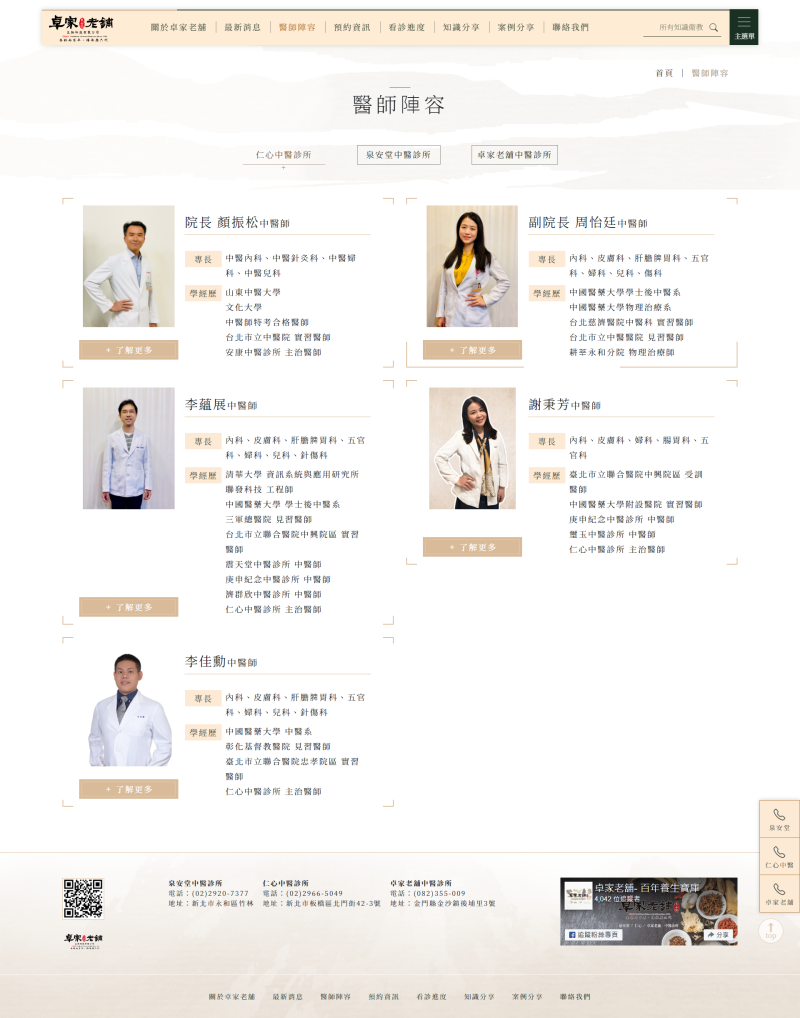 卓家老舖
關於卓家老舖
最新消息
醫師陣容
預約資訊
看診進度
知識分享
案例分享
聯絡我們
所有知識簡教
主選單
首頁 | 醫師陣容
醫師陣容
仁心中醫診所
泉安堂中醫診所
卓家老舖中醫診所
院長 顏振松中醫師
專長
中醫內科、中醫針灸科、中醫婦
科、中醫兒科
學經歷
山東中醫大學
文化大學
中醫師特考合格醫師
台北市立中醫院 實習醫師
安康中醫診所 主治醫師
+ 了解更多
副院長 周怡廷中醫師
專長
內科、皮膚科、肝膽脾胃科、五官
科、婦科、兒科、傷科
學經歷
中國醫藥大學學士後中醫系
中國醫藥大學物理治療系
台北慈濟醫院中醫科 實習醫師
台北市立中醫醫院 見習醫師
耕莘永和分院 物理治療師
+ 了解更多
李蘊展中醫師
專長
內科、皮膚科、肝膽脾胃科、五官
科、婦科、兒科、針傷科
學經歷
清華大學 資訊系統與應用研究所
聯發科技 工程師
中國醫藥大學 學士後中醫系
三軍總醫院 見習醫師
台北市立聯合醫院中興院區 實習
醫師
震天堂中醫診所 中醫師
庚申紀念中醫診所 中醫師
濟群欣中醫診所 中醫師
仁心中醫診所 主治醫師
+ 了解更多
謝秉芳中醫師
專長
內科、皮膚科、婦科、腸胃科、五
官科
學經歷
臺北市立聯合醫院中興院區 受訓
醫師
中國醫藥大學附設醫院 實習醫師
庚申紀念中醫診所 中醫師
璽玉中醫診所 中醫師
仁心中醫診所 主治醫師
+ 了解更多
李佳勳中醫師
專長
內科、皮膚科、肝膽脾胃科、五官
科、婦科、兒科、針傷科
學經歷
中國醫藥大學 中醫系
彰化基督教醫院 見習醫師
臺北市立聯合醫院忠孝院區 實習
醫師
仁心中醫診所 主治醫師
+ 了解更多
泉安堂
仁心中醫
卓家老舖
TOP
卓家老舖
泉安堂中醫診所
電話：(02)2920-7377
地址：新北市永和區竹林
仁心中醫診所
電話：(02)2966-5049
地址：新北市板橋區北門街42-3號
卓家老舖中醫診所
電話：(082)355-009
地址：金門縣金沙鎮後埔里3號
卓家老舖- 百年養生寶庫
4,042 位追蹤者
追蹤粉絲專頁
分享
關於卓家老舖
最新消息
醫師陣容
預約資訊
看診進度
知識分享
案例分享
聯絡我們